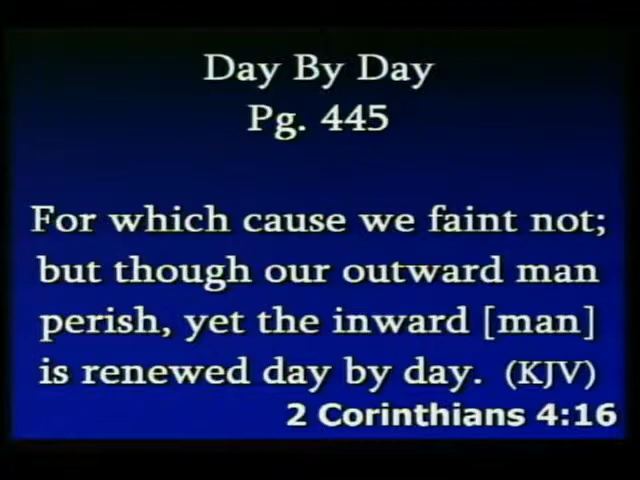 Day By Day
Pg. 445
For which cause we faint not;
but though our outward man
perish, yet the inward [man]
is renewed day by day. (KJV)
2 Corinthians 4:16